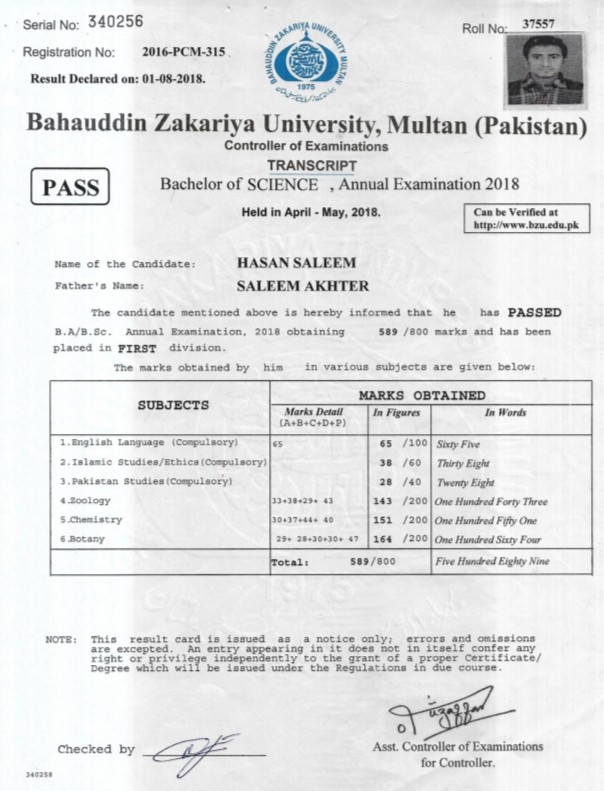 Serial No: 340256
Roll No: 37557
Registration No: 2016-PCM-315
Result Declared on: 01-08-2018.
BAHAUDDIN ZAKARIYA UNIVERSITY MULTAN
1975
Bahauddin Zakariya University, Multan (Pakistan)
Controller of Examinations
TRANSCRIPT
PASS
Bachelor of SCIENCE , Annual Examination 2018
Held in April - May, 2018.
Can be Verified at
http://www.bzu.edu.pk
Name of the Candidate: HASAN SALEEM
Father's Name: SALEEM AKHTER
The candidate mentioned above is hereby informed that he has PASSED
B.A/B.Sc. Annual Examination, 2018 obtaining 589 /800 marks and has been
placed in FIRST division.
The marks obtained by him in various subjects are given below:
SUBJECTS MARKS OBTAINED
Marks Detail In Figures In Words
(A+B+C+D+P)
1.English Language (Compulsory) 65 65 /100 Sixty Five
2.Islamic Studies/Ethics(Compulsory) 38 /60 Thirty Eight
3.Pakistan Studies(Compulsory) 28 /40 Twenty Eight
4.Zoology 33+38+29+ 43 143 /200 One Hundred Forty Three
5.Chemistry 30+37+44+ 40 151 /200 One Hundred Fifty One
6.Botany 29+ 28+30+30+ 47 164 /200 One Hundred Sixty Four
Total: 589/800 Five Hundred Eighty Nine
NOTE: This result card is issued as a notice only; errors and omissions
are excepted. An entry appearing in it does not in itself confer any
right or privilege independently to the grant of a proper Certificate/
Degree which will be issued under the Regulations in due course.
Checked by
Asst. Controller of Examinations
for Controller.
340258